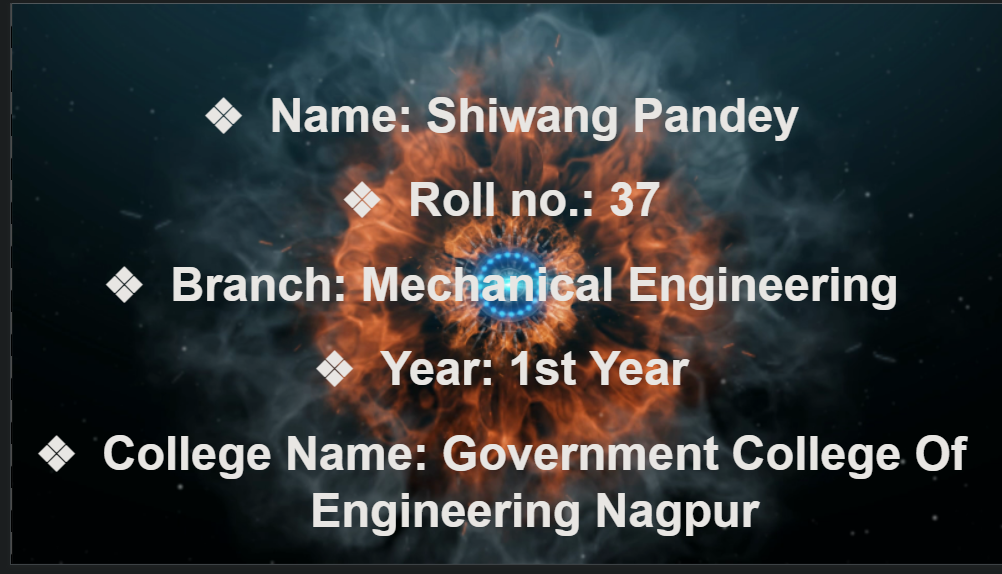 ❖ Name: Shiwang Pandey
❖ Roll no.: 37
❖ Branch: Mechanical Engineering
❖ Year: 1st Year
❖ College Name: Government College Of
Engineering Nagpur